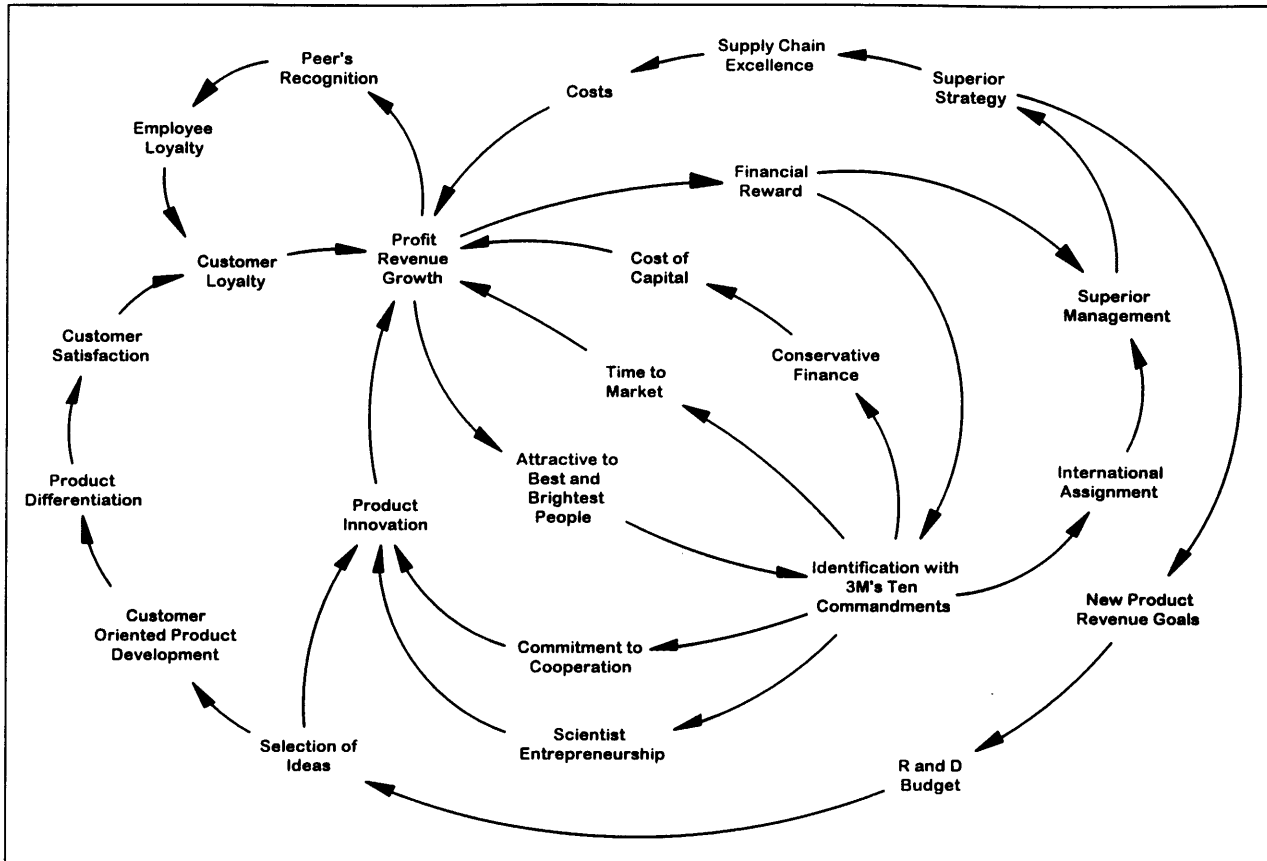 Peer's
Recognition
Supply Chain
Excellence
Superior
Strategy
Costs
Employee
Loyalty
Financial
Reward
Profit
Revenue
Growth
Customer
Loyalty
Cost of
Capital
Superior
Management
Customer
Satisfaction
Time to
Market
Conservative
Finance
Product
Differentiation
Product
Innovation
Attractive to
Best and
Brightest
People
International
Assignment
Identification with
3M's Ten
Commandments
New Product
Revenue Goals
Customer
Oriented Product
Development
Commitment to
Cooperation
Scientist
Entrepreneurship
Selection of
Ideas
R and D
Budget